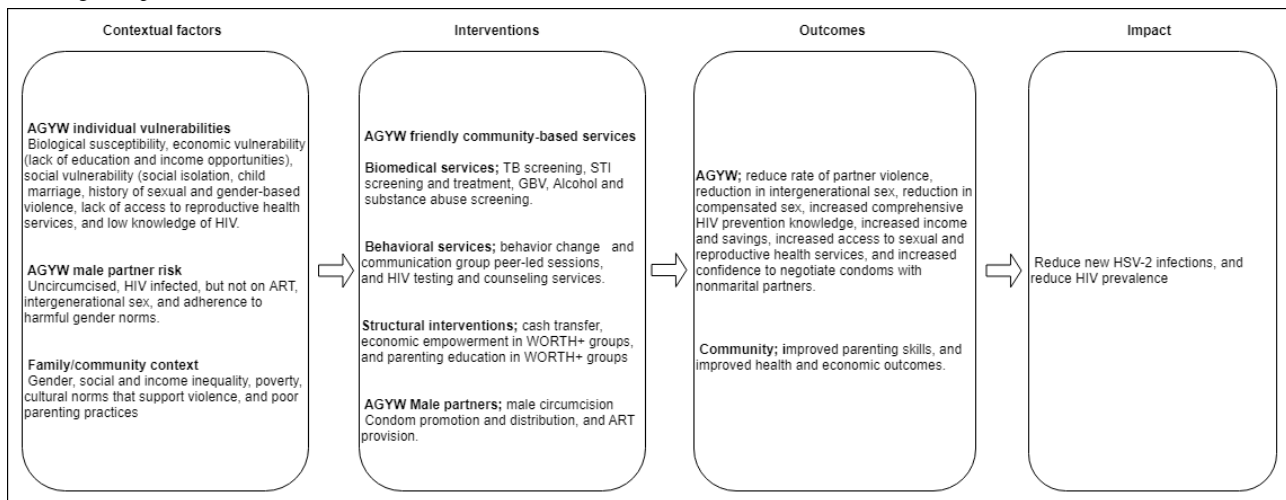 Contextual factors
Interventions
Outcomes
Impact
AGYW individual vulnerabilities
Biological susceptibility, economic vulnerability
(lack of education and income opportunities),
social vulnerability (social isolation, child
marriage, history of sexual and gender-based
violence, lack of access to reproductive health
services, and low knowledge of HIV.
AGYW male partner risk
Uncircumcised, HIV infected, but not on ART,
intergenerational sex, and adherence to
harmful gender norms.
Family/community context
Gender, social and income inequality, poverty,
cultural norms that support violence, and poor
parenting practices
AGYW friendly community-based services
Biomedical services; TB screening, STI
screening and treatment, GBV, Alcohol and
substance abuse screening.
Behavioral services; behavior change and
communication group peer-led sessions,
and HIV testing and counseling services.
Structural interventions; cash transfer,
economic empowerment in WORTH+ groups,
and parenting education in WORTH+ groups
AGYW Male partners; male circumcision
Condom promotion and distribution, and ART
provision.
AGYW; reduce rate of partner violence,
reduction in intergenerational sex, reduction in
compensated sex, increased comprehensive
HIV prevention knowledge, increased income
and savings, increased access to sexual and
reproductive health services, and increased
confidence to negotiate condoms with
nonmarital partners.
Community; improved parenting skills, and
improved health and economic outcomes.
Reduce new HSV-2 infections, and
reduce HIV prevalence